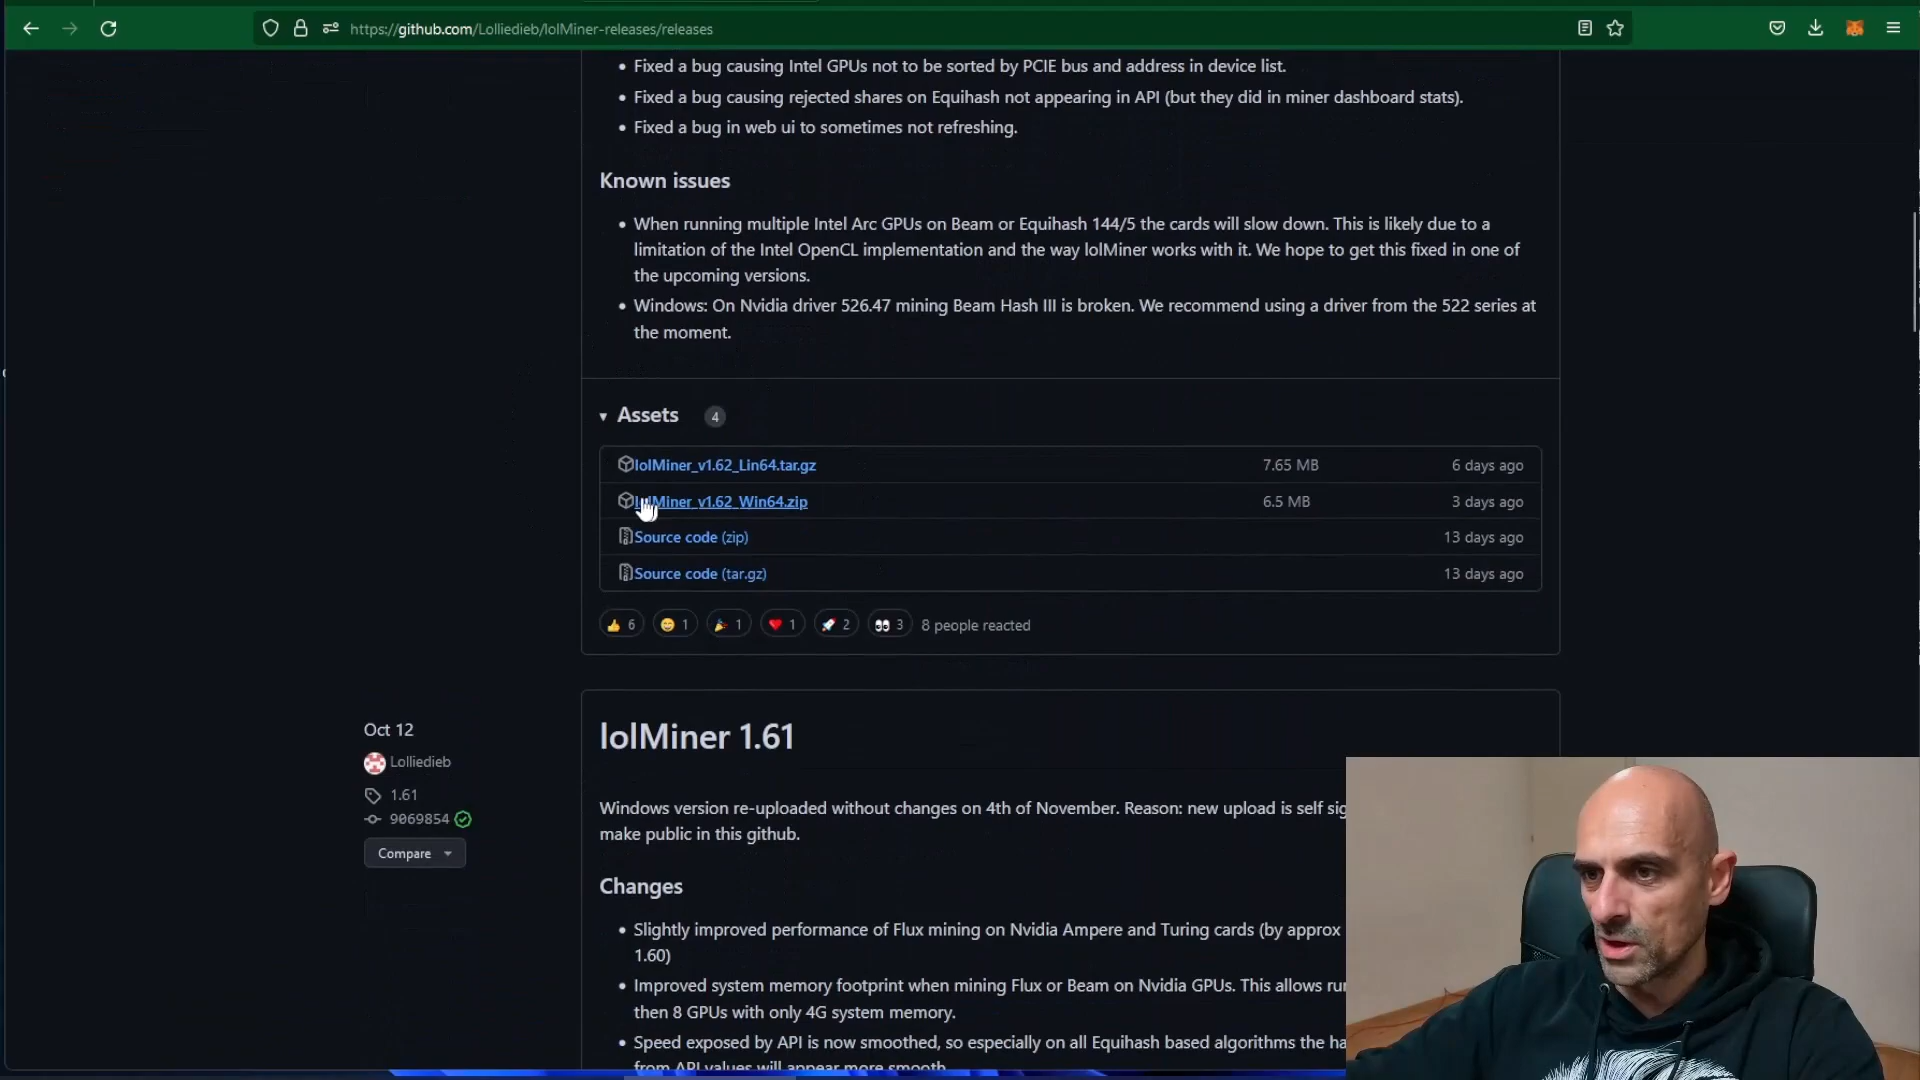 https://github.com/Lolliedieb/lolMiner-releases/releases
Fixed a bug causing Intel GPUs not to be sorted by PCIE bus and address in device list.
Fixed a bug causing rejected shares on Equihash not appearing in API (but they did in miner dashboard stats).
Fixed a bug in web ui to sometimes not refreshing.
Known issues
When running multiple Intel Arc GPUs on Beam or Equihash 144/5 the cards will slow down. This is likely due to a
limitation of the Intel OpenCL implementation and the way lolMiner works with it. We hope to get this fixed in one of
the upcoming versions.
Windows: On Nvidia driver 526.47 mining Beam Hash III is broken. We recommend using a driver from the 522 series at
the moment.
Assets 4
lolMiner_v1.62_Lin64.tar.gz 7.65 MB 6 days ago
lolMiner_v1.62_Win64.zip 6.5 MB 3 days ago
Source code (zip) 13 days ago
Source code (tar.gz) 13 days ago
👍 6 😄 1 🎉 1 ❤️ 1 🚀 2 👀 3 8 people reacted
Oct 12
Lolliedieb
1.61
9069854
Compare
lolMiner 1.61
Windows version re-uploaded without changes on 4th of November. Reason: new upload is self
make public in this github.
Changes
Slightly improved performance of Flux mining on Nvidia Ampere and Turing cards (by approx
1.60)
Improved system memory footprint when mining Flux or Beam on Nvidia GPUs. This allows
then 8 GPUs with only 4G system memory.
Speed exposed by API is now smoothed, so especially on all Equihash based algorithms the
from API values will appear more smooth